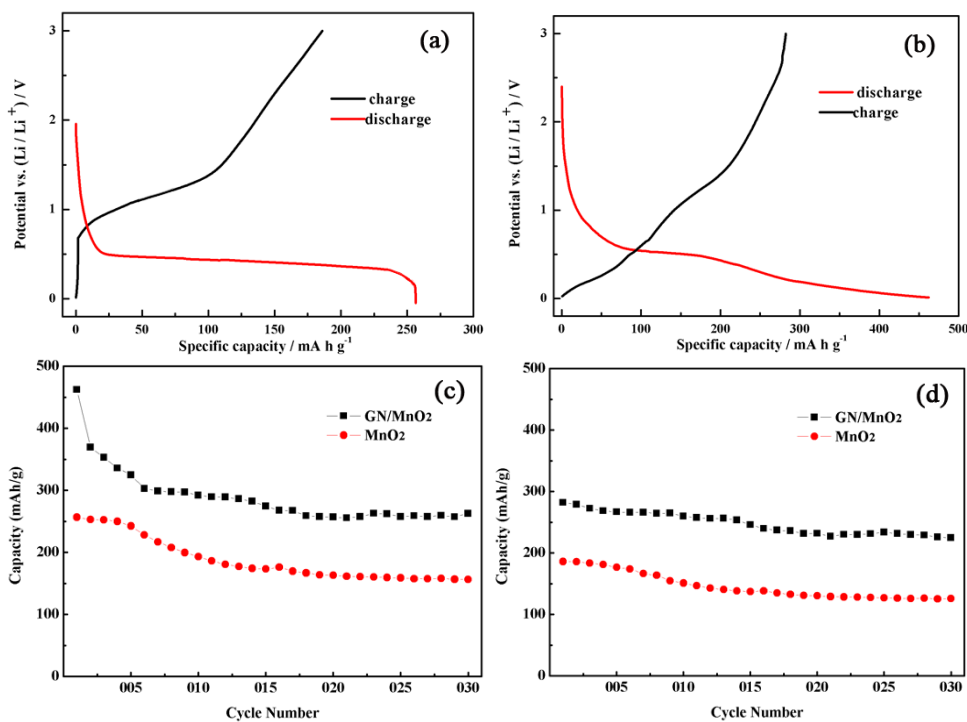 (a)
Potential vs. (Li / Li⁺) / V
3
2
1
0
charge
discharge
0 50 100 150 200 250 300
Specific capacity / mA h g⁻¹
(b)
Potential vs. (Li / Li⁺) / V
3
2
1
0
discharge
charge
0 100 200 300 400 500
Specific capacity / mA h g⁻¹
(c)
Capacity (mAh/g)
500
400
300
200
100
0
GN/MnO₂
MnO₂
005 010 015 020 025 030
Cycle Number
(d)
Capacity (mAh/g)
500
400
300
200
100
0
GN/MnO₂
MnO₂
005 010 015 020 025 030
Cycle Number